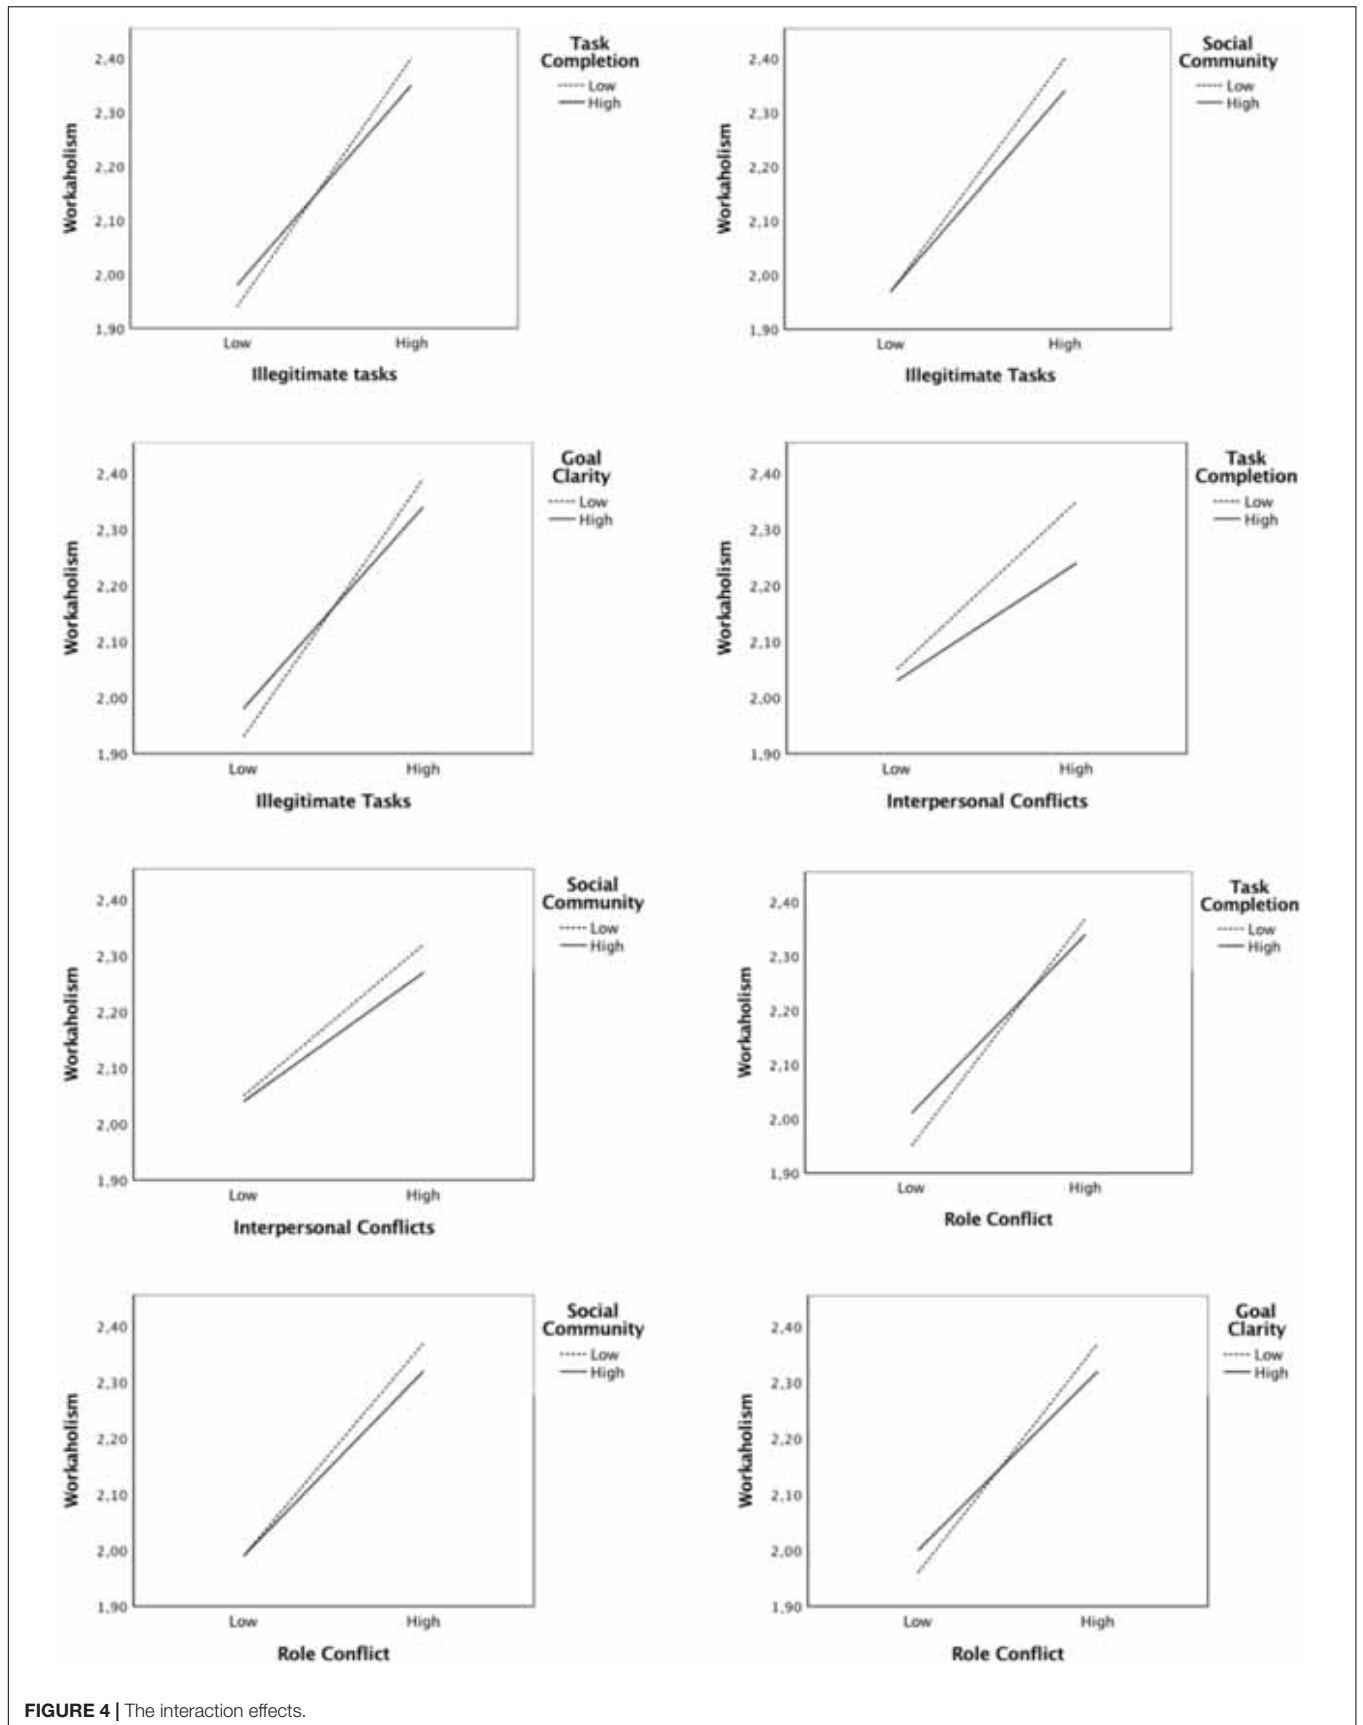 Task
Completion
Low
High
2,40
2,30
2,20
2,10
2,00
1,90
Workaholism
Low
High
Illegitimate tasks
Social
Community
Low
High
2,40
2,30
2,20
2,10
2,00
1,90
Workaholism
Low
High
Illegitimate Tasks
Goal
Clarity
Low
High
2,40
2,30
2,20
2,10
2,00
1,90
Workaholism
Low
High
Illegitimate Tasks
Task
Completion
Low
High
2,40
2,30
2,20
2,10
2,00
1,90
Workaholism
Low
High
Interpersonal Conflicts
Social
Community
Low
High
2,40
2,30
2,20
2,10
2,00
1,90
Workaholism
Low
High
Interpersonal Conflicts
Task
Completion
Low
High
2,40
2,30
2,20
2,10
2,00
1,90
Workaholism
Low
High
Role Conflict
Social
Community
Low
High
2,40
2,30
2,20
2,10
2,00
1,90
Workaholism
Low
High
Role Conflict
Goal
Clarity
Low
High
2,40
2,30
2,20
2,10
2,00
1,90
Workaholism
Low
High
Role Conflict
FIGURE 4 | The interaction effects.